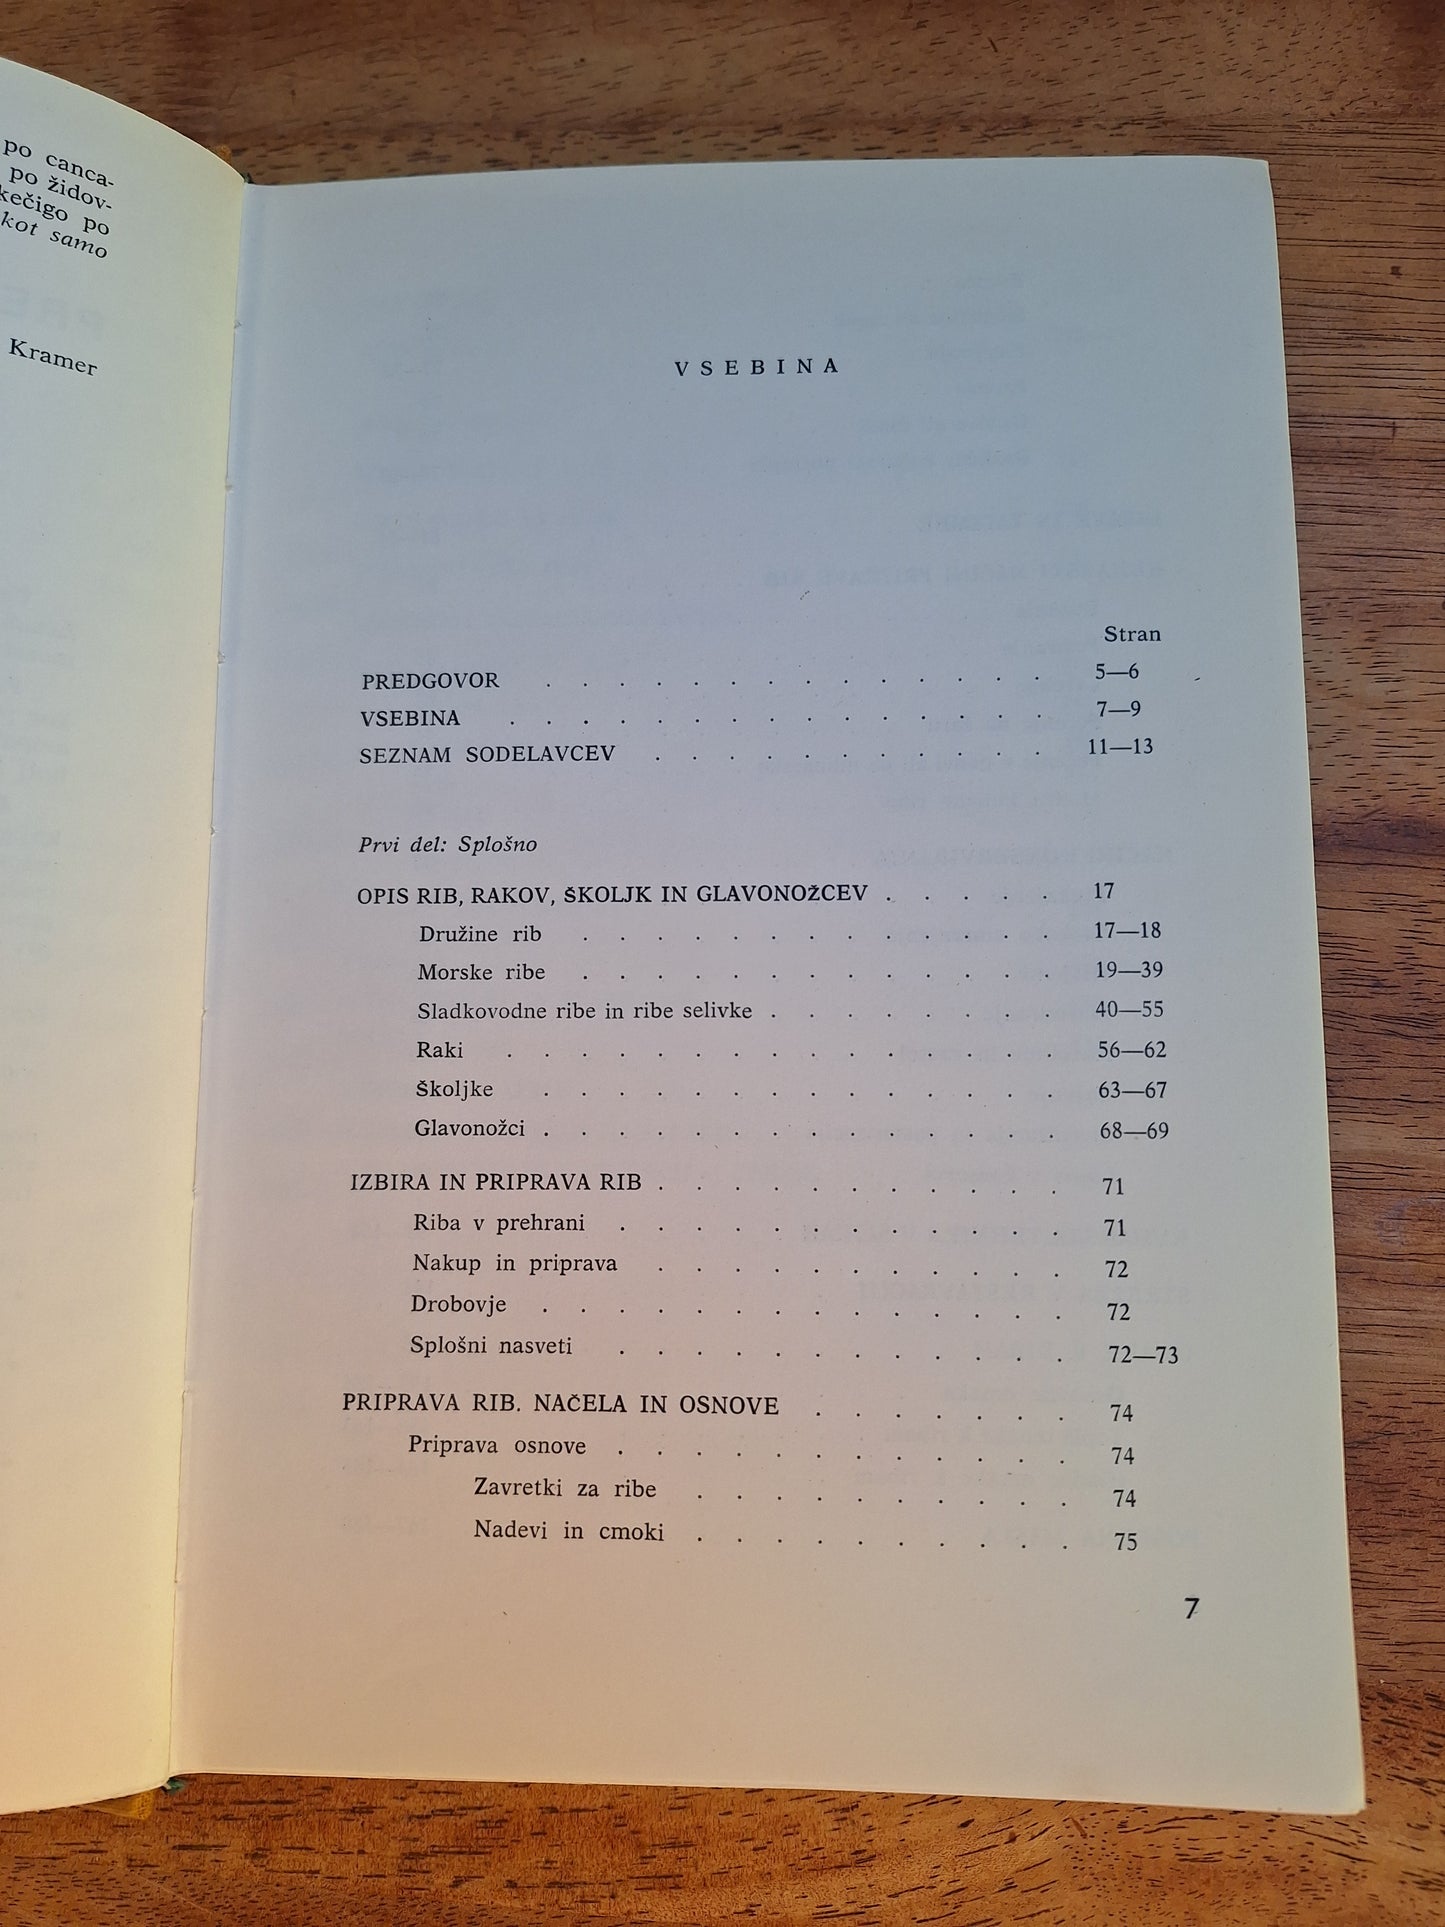 po canca-
po židov-
kečigo po
kot samo
Kramer
VSEBINA
Stran
PREDGOVOR . . . . . . . . . . . . . . 5—6
VSEBINA . . . . . . . . . . . . . . . 7—9
SEZNAM SODELAVCEV . . . . . . . . . . . 11—13
Prvi del: Splošno
OPIS RIB, RAKOV, ŠKOLJK IN GLAVONOŽCEV . . . . . 17
Družine rib . . . . . . . . . . . . . 17—18
Morske ribe . . . . . . . . . . . . . 19—39
Sladkovodne ribe in ribe selivke . . . . . . . . 40—55
Raki . . . . . . . . . . . . . . . 56—62
Školjke . . . . . . . . . . . . . . 63—67
Glavonožci . . . . . . . . . . . . . . 68—69
IZBIRA IN PRIPRAVA RIB . . . . . . . . . . . 71
Riba v prehrani . . . . . . . . . . . . 71
Nakup in priprava . . . . . . . . . . . 72
Drobovje . . . . . . . . . . . . . . 72
Splošni nasveti . . . . . . . . . . . . 72—73
PRIPRAVA RIB. NAČELA IN OSNOVE . . . . . . . 74
Priprava osnove . . . . . . . . . . . . 74
Zavretki za ribe . . . . . . . . . . 74
Nadevi in cmoki . . . . . . . . . . 75
7